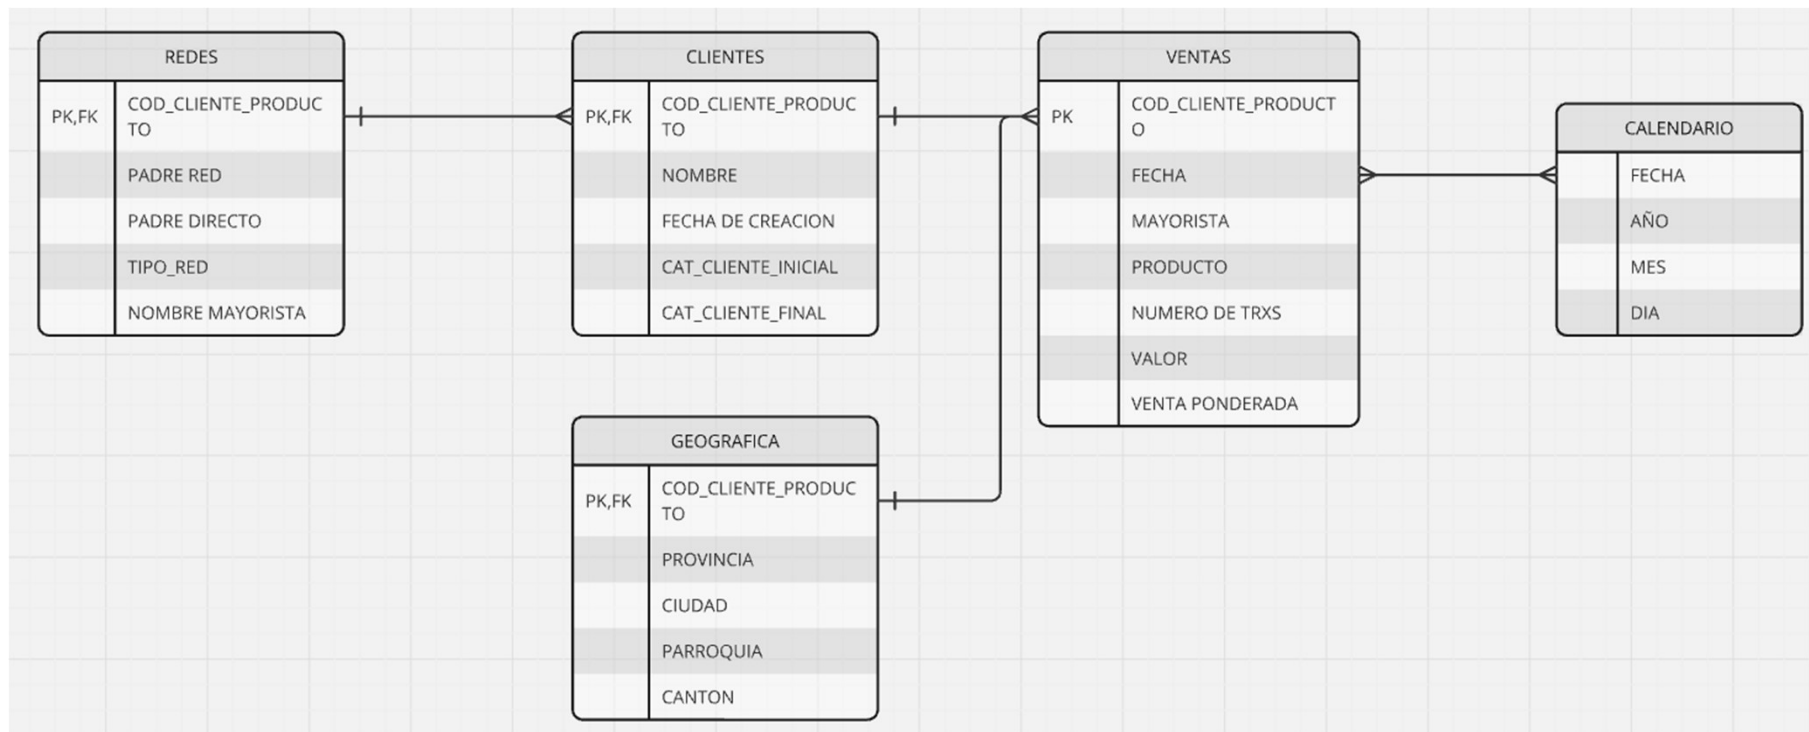 REDES
PK,FK
COD_CLIENTE_PRODUC
TO
PADRE RED
PADRE DIRECTO
TIPO_RED
NOMBRE MAYORISTA
CLIENTES
PK,FK
COD_CLIENTE_PRODUC
TO
NOMBRE
FECHA DE CREACION
CAT_CLIENTE_INICIAL
CAT_CLIENTE_FINAL
VENTAS
PK
COD_CLIENTE_PRODUCT
O
FECHA
MAYORISTA
PRODUCTO
NUMERO DE TRXS
VALOR
VENTA PONDERADA
CALENDARIO
FECHA
AÑO
MES
DIA
GEOGRAFICA
PK,FK
COD_CLIENTE_PRODUC
TO
PROVINCIA
CIUDAD
PARROQUIA
CANTON